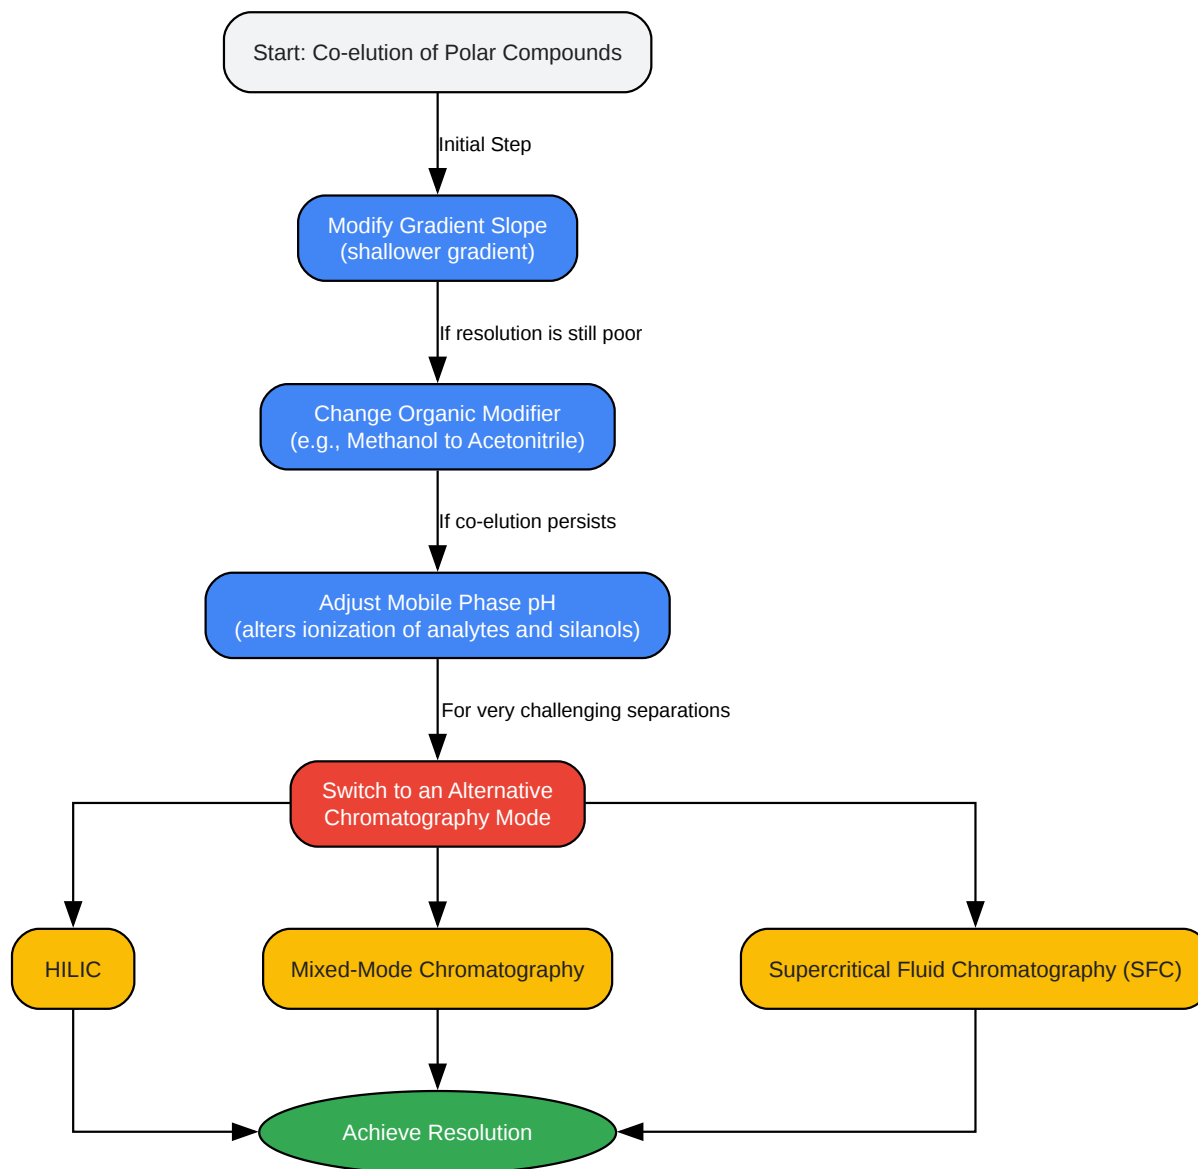 Start: Co-elution of Polar Compounds
Initial Step
Modify Gradient Slope
(shallower gradient)
If resolution is still poor
Change Organic Modifier
(e.g., Methanol to Acetonitrile)
If co-elution persists
Adjust Mobile Phase pH
(alters ionization of analytes and silanols)
For very challenging separations
Switch to an Alternative
Chromatography Mode
HILIC
Mixed-Mode Chromatography
Supercritical Fluid Chromatography (SFC)
Achieve Resolution